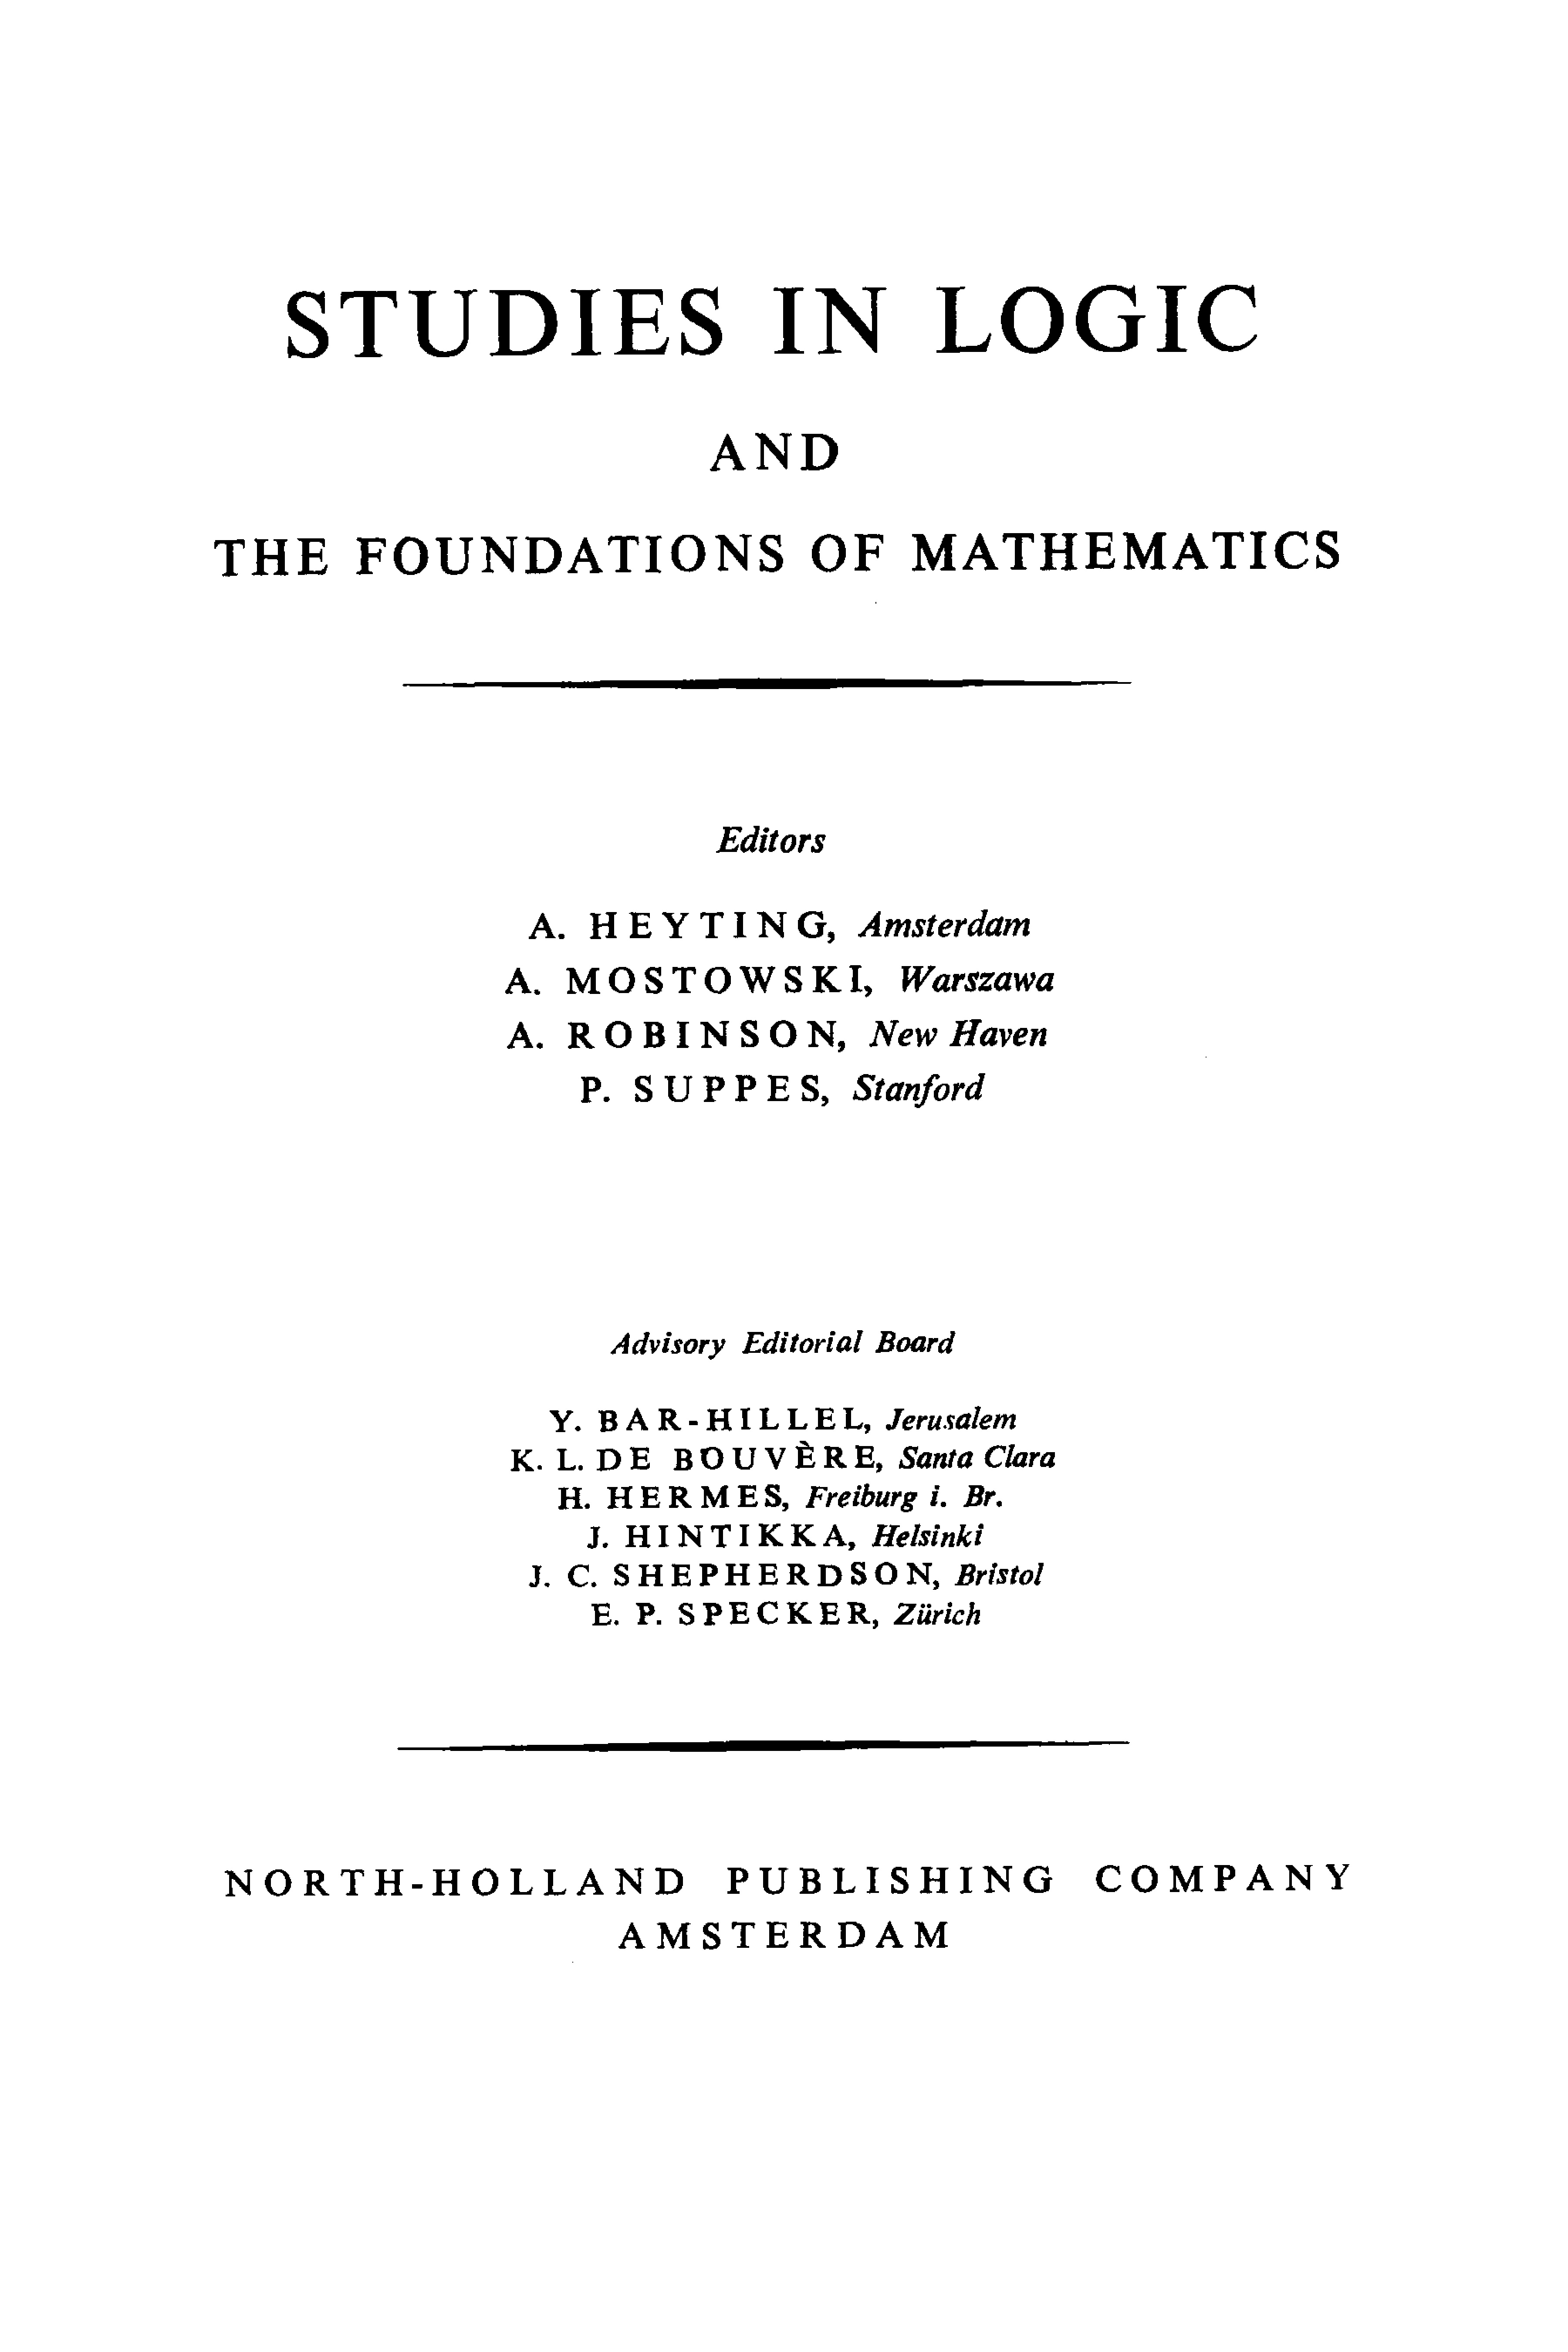 STUDIES IN LOGIC
AND
THE FOUNDATIONS OF MATHEMATICS
Editors
A. HEYTING, Amsterdam
A. MOSTOWSKI, Warszawa
A. ROBINSON, New Haven
P. SUPPES, Stanford
Advisory Editorial Board
Y. BAR-HILLEL, Jerusalem
K. L. DE BOUVÈRE, Santa Clara
H. HERMES, Freiburg i. Br.
J. HINTIKKA, Helsinki
J. C. SHEPHERDSON, Bristol
E. P. SPECKER, Zürich
NORTH-HOLLAND PUBLISHING COMPANY
AMSTERDAM